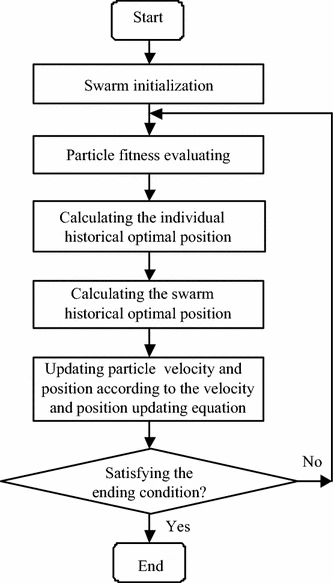 Start
Swarm initialization
Particle fitness evaluating
Calculating the individual
historical optimal position
Calculating the swarm
historical optimal position
Updating particle velocity and
position according to the velocity
and position updating equation
Satisfying the
ending condition?
No
Yes
End